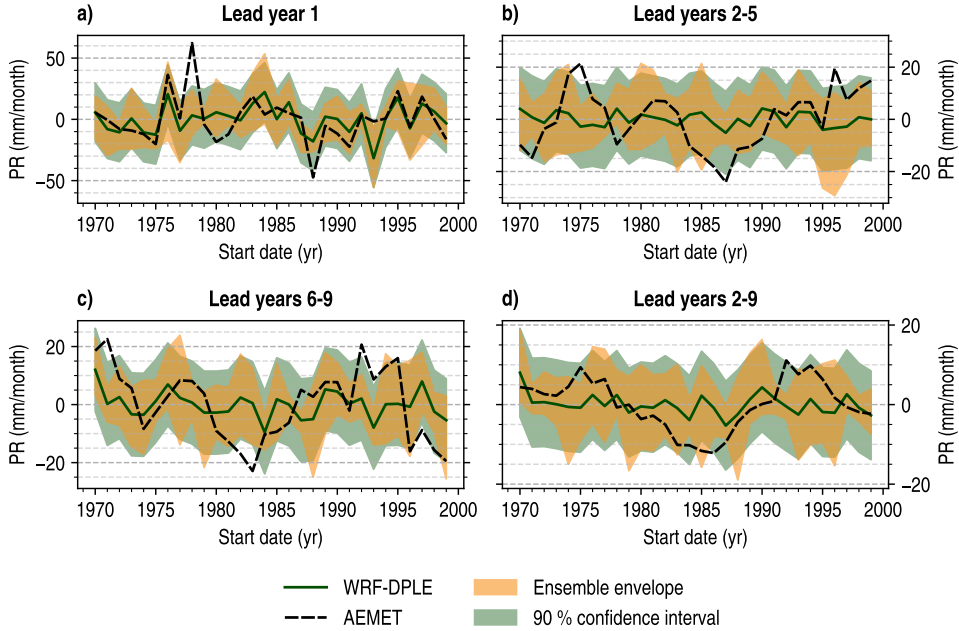 a) Lead year 1
50
0
−50
PR (mm/month)
1970 1975 1980 1985 1990 1995 2000
Start date (yr)
b) Lead years 2-5
20
0
−20
PR (mm/month)
1970 1975 1980 1985 1990 1995 2000
Start date (yr)
c) Lead years 6-9
20
0
−20
PR (mm/month)
1970 1975 1980 1985 1990 1995 2000
Start date (yr)
d) Lead years 2-9
20
0
−20
PR (mm/month)
1970 1975 1980 1985 1990 1995 2000
Start date (yr)
WRF-DPLE
AEMET
Ensemble envelope
90 % confidence interval